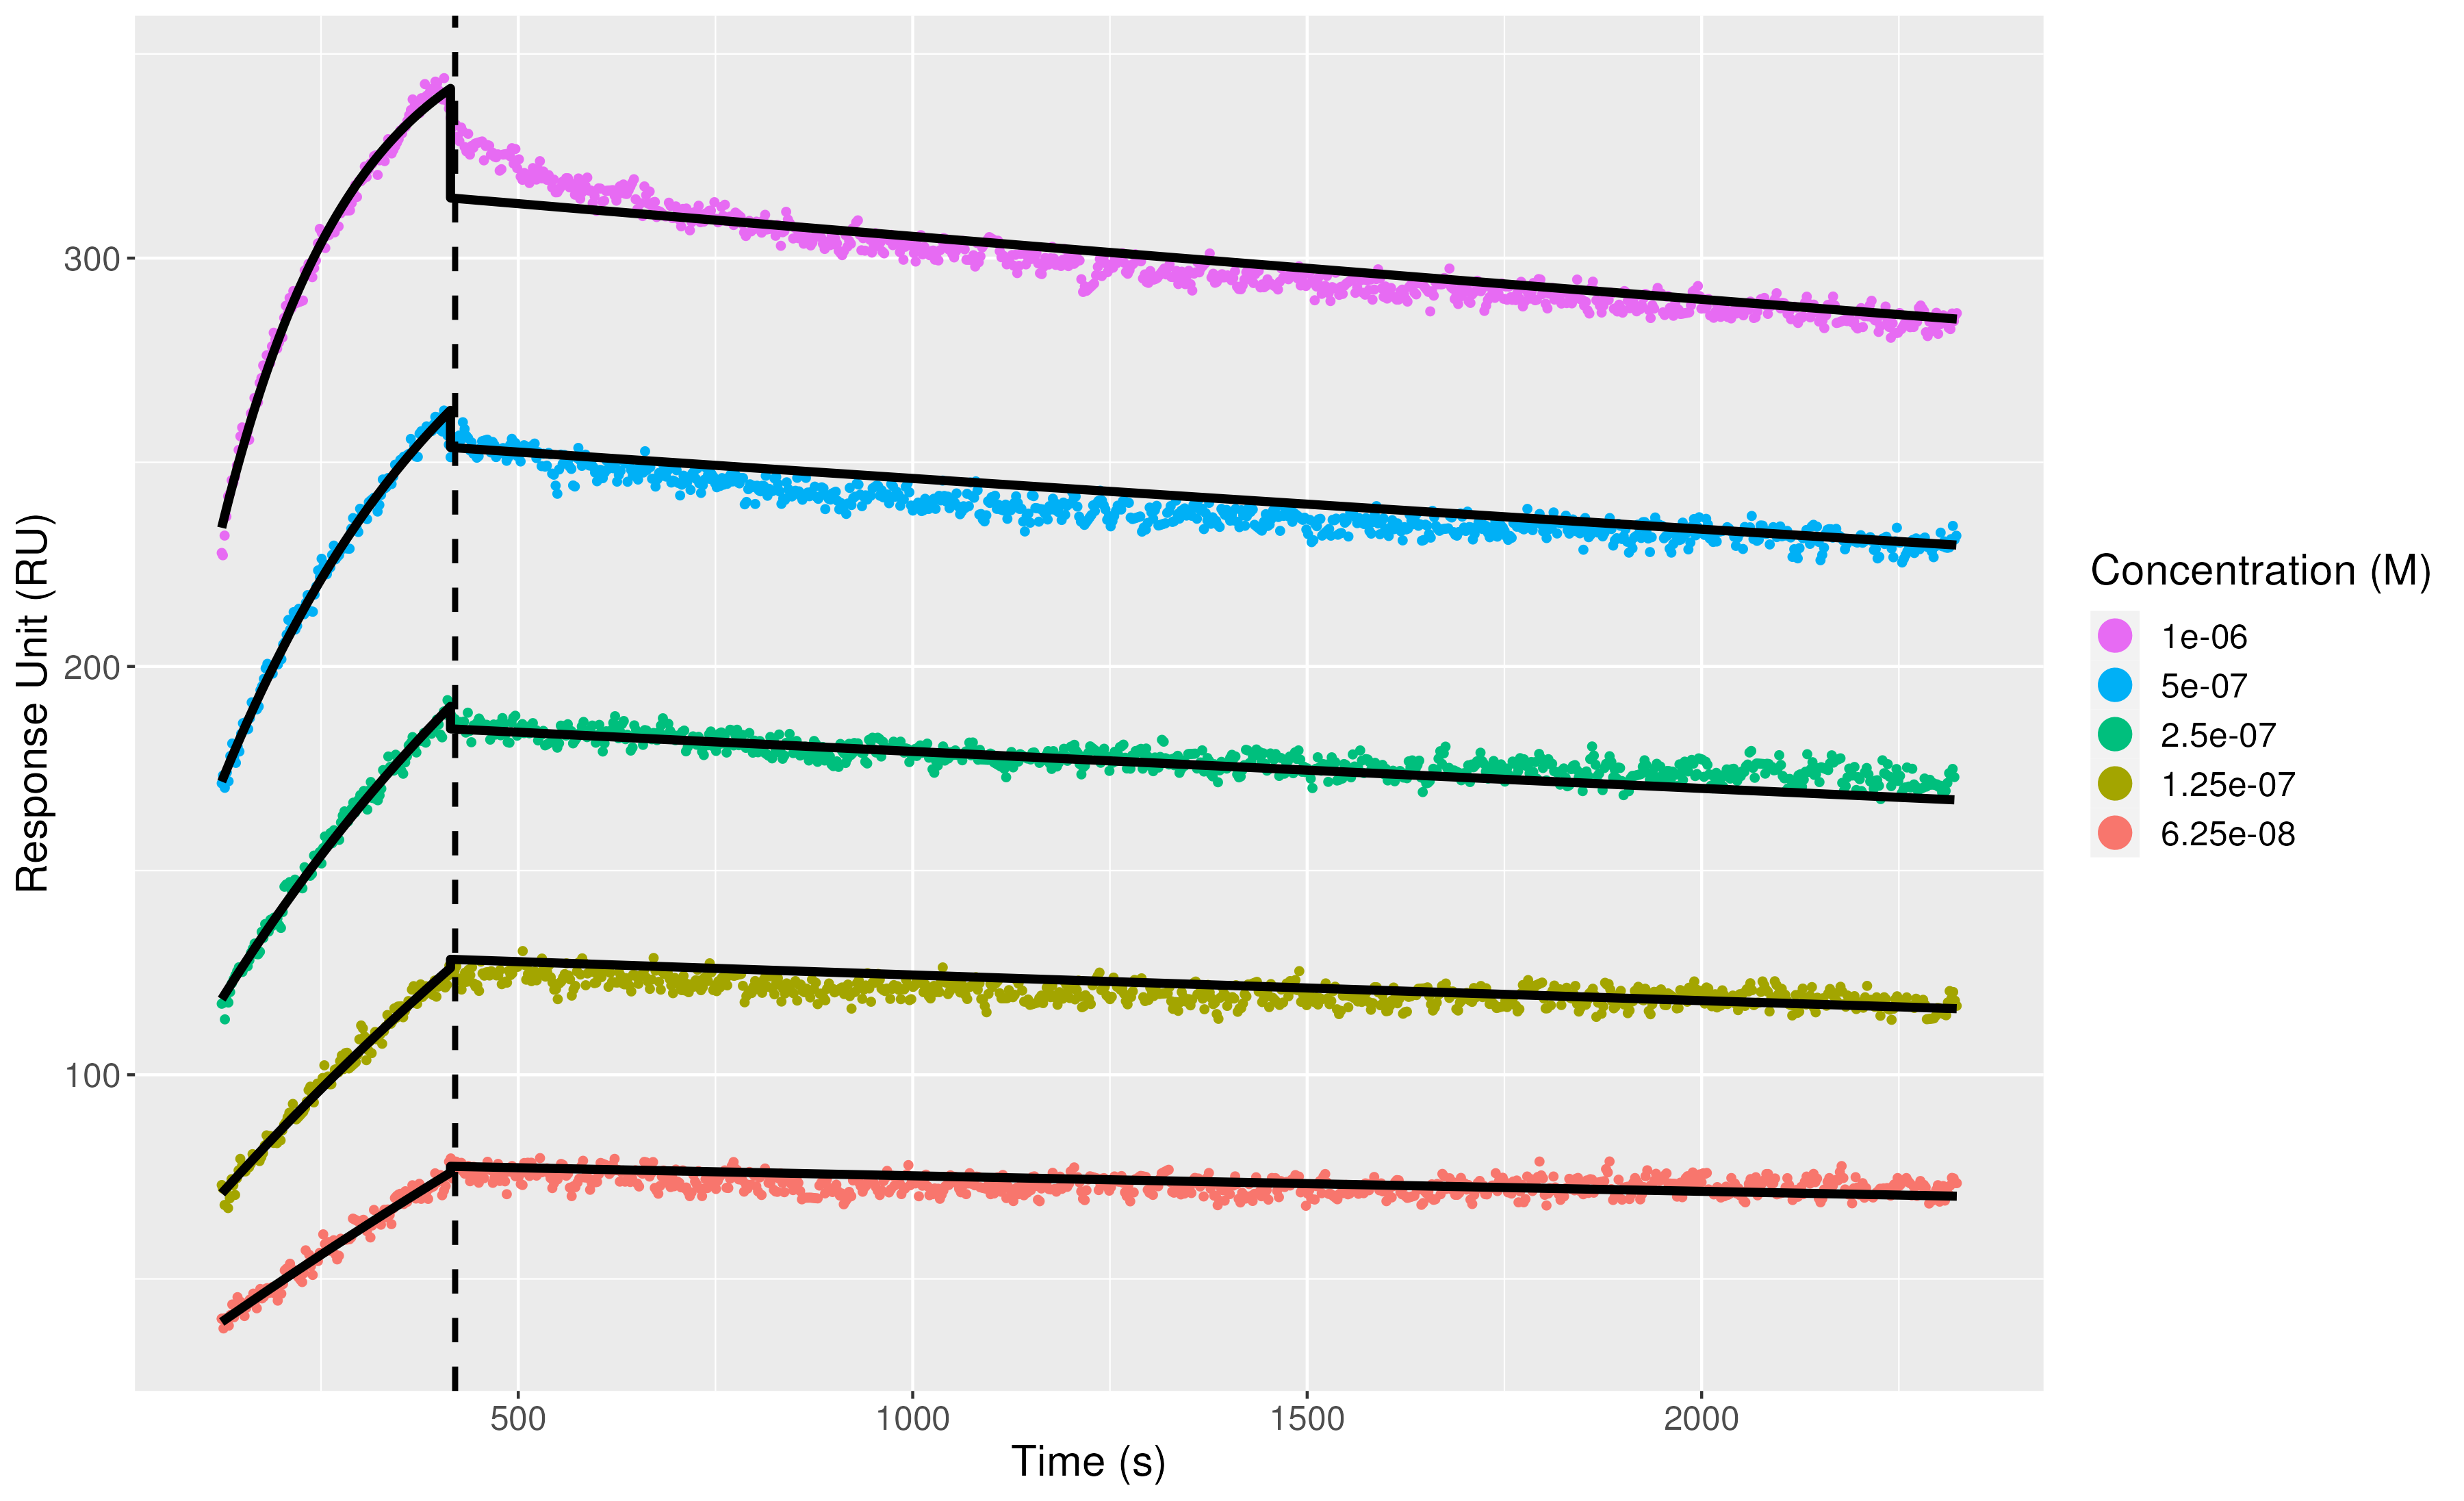 Response Unit (RU)
300
200
100
500
1000
1500
2000
Time (s)
Concentration (M)
1e-06
5e-07
2.5e-07
1.25e-07
6.25e-08